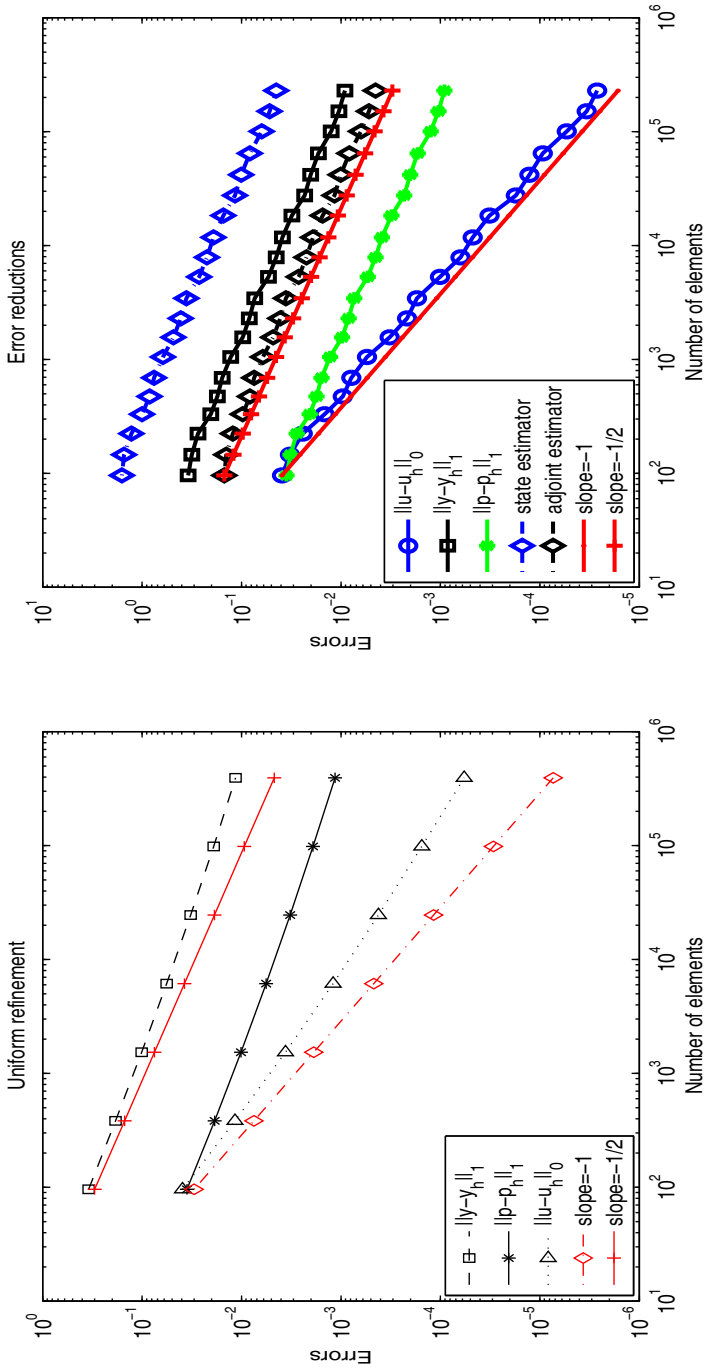 Uniform refinement
10^0
10^-1
10^-2
10^-3
10^-4
10^-5
10^-6
Errors
10^1
10^2
10^3
10^4
10^5
10^6
Number of elements
||y−y_h||_1
||p−p_h||_1
||u−u_h||_0
slope=−1
slope=−1/2
Error reductions
10^1
10^0
10^-1
10^-2
10^-3
10^-4
10^-5
Errors
10^1
10^2
10^3
10^4
10^5
10^6
Number of elements
||u−u_h||_0
||y−y_h||_1
||p−p_h||_1
state estimator
adjoint estimator
slope=−1
slope=−1/2